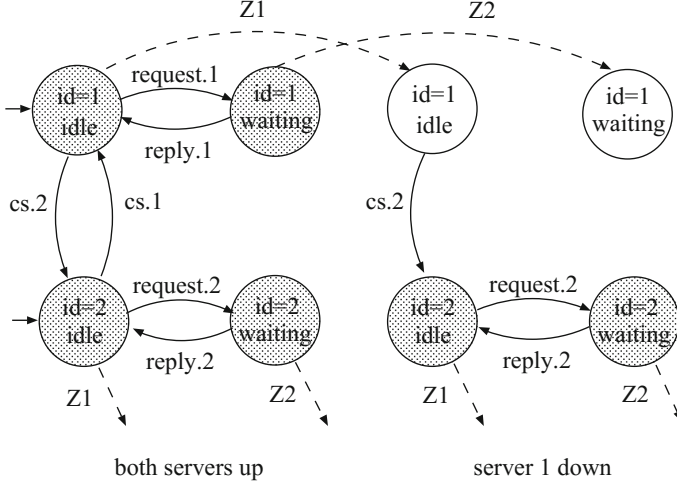 Z1
Z2
request.1
id=1
idle
id=1
waiting
reply.1
id=1
idle
id=1
waiting
cs.2
cs.1
cs.2
request.2
id=2
idle
id=2
waiting
reply.2
request.2
id=2
idle
id=2
waiting
reply.2
Z1
Z2
Z1
Z2
both servers up
server 1 down